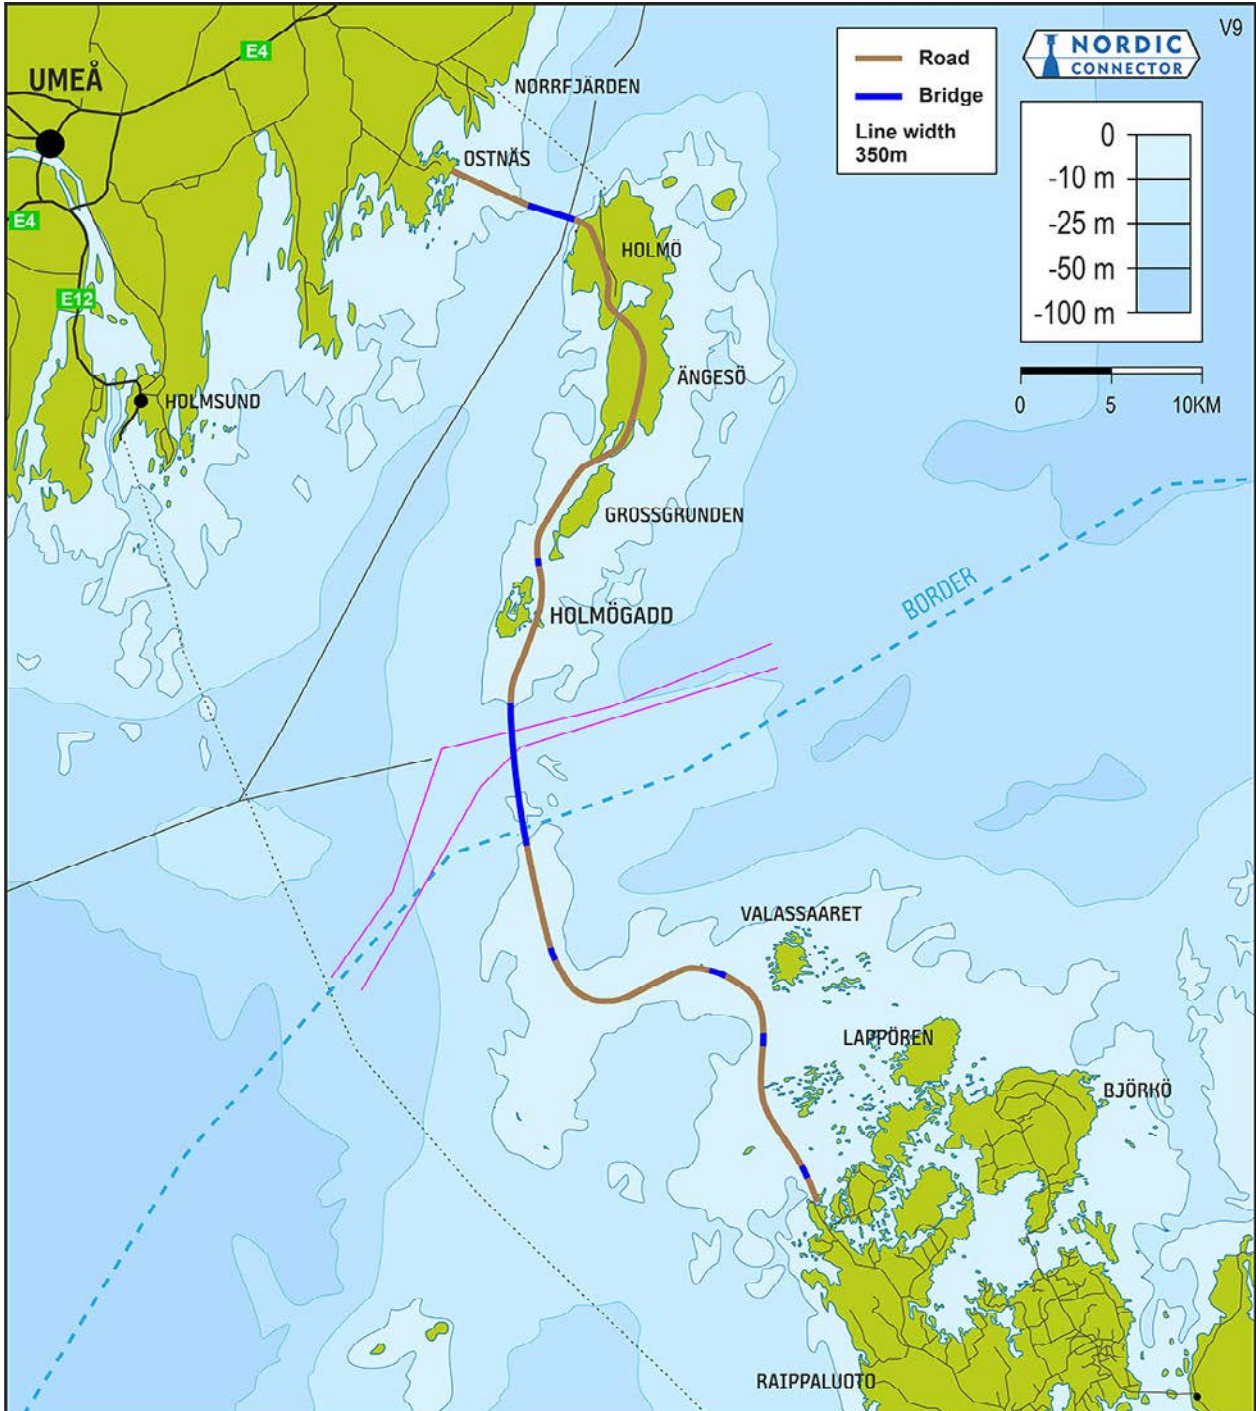 V9
E4
NORDIC
CONNECTOR
Road
Bridge
Line width
350m
UMEÅ
NORRFJÄRDEN
0
-10 m
-25 m
-50 m
-100 m
OSTNÄS
E4
HOLMÖ
E12
ÄNGESÖ
0 5 10KM
HOLMSUND
GROSSGRUNDEN
BORDER
HOLMÖGADD
VALASSAARET
LAPPÖREN
BJÖRKÖ
RAIPPALUOTO